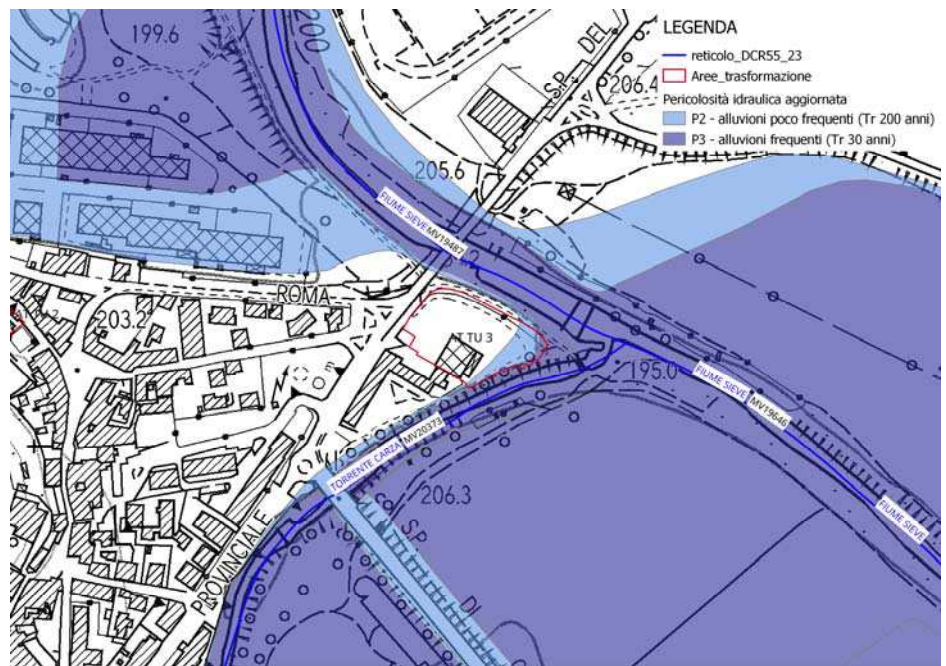 LEGENDA
reticolo_DCR55_23
Aree_trasformazione
Pericolosità idraulica aggiornata
P2 - alluvioni poco frequenti (Tr 200 anni)
P3 - alluvioni frequenti (Tr 30 anni)
199.6
200
S.P. DEL
206.4
205.6
FIUME SIEVE
MV19487
ROMA
203.2
TU 3
195.0
FIUME SIEVE
MV19646
TORRENTE CARZA
MV20373
206.3
FIUME SIEVE
S.P.
DI
PROVINCIALE